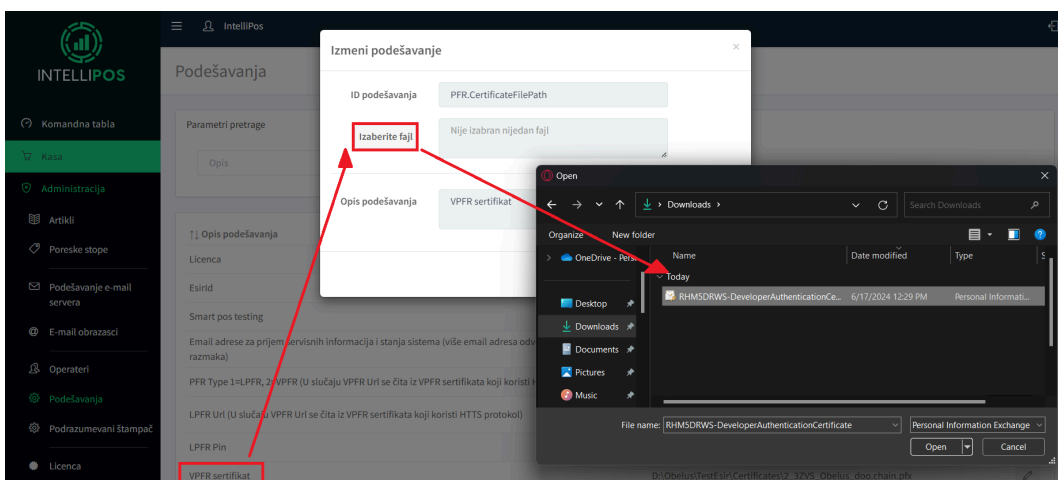 INTELLIPOS
Komandna tabla
Kasa
Administracija
Artikli
Poreske stope
Podešavanje e-mail
servera
E-mail obrazasci
Operateri
Podešavanja
Podrazumevani štampač
Licenca
IntelliPos
Podešavanja
Parametri pretrage
Opis
Opis podešavanja
Licenca
EsirId
Smart pos testing
Email adrese za prijem servisnih informacija i stanja sistema (više email adresa
razmaka)
PFR Type 1=LPFR, 2=VPFR (U slučaju VPFR Url se čita iz VPFR sertifikata koji koristi
LPFR Url (U slučaju VPFR Url se čita iz VPFR sertifikata koji koristi HTTS protokol)
LPFR Pin
VPFR sertifikat
D:\Obelus\TestEsir\Certificates\2_3ZVS_Obelus_doo.chain.pfx
Izmeni podešavanje
ID podešavanja
PFR.CertificateFilePath
Izaberite fajl
Nije izabran nijedan fajl
Opis podešavanja
VPFR sertifikat
Open
Downloads
Search Downloads
Organize
New folder
OneDrive - Pers
Desktop
Downloads
Documents
Pictures
Music
Name
Date modified
Type
S
Today
RHM5DRWS-DeveloperAuthenticationCe...
6/17/2024 12:29 PM
Personal Informati...
File name:
RHM5DRWS-DeveloperAuthenticationCertificate
Personal Information Exchange
Open
Cancel